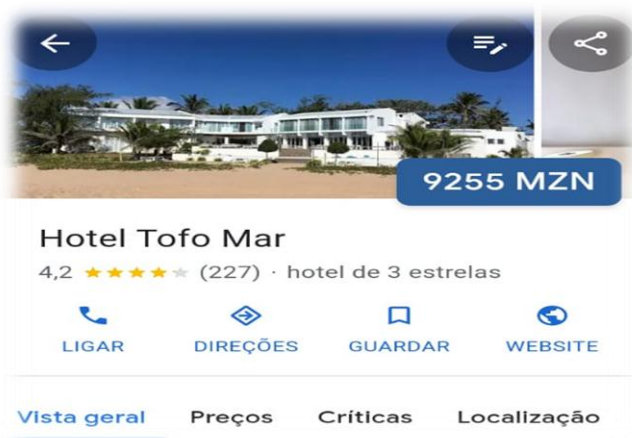 9255 MZN
Hotel Tofo Mar
4,2 (227) · hotel de 3 estrelas
LIGAR DIREÇÕES GUARDAR WEBSITE
Vista geral Preços Críticas Localização